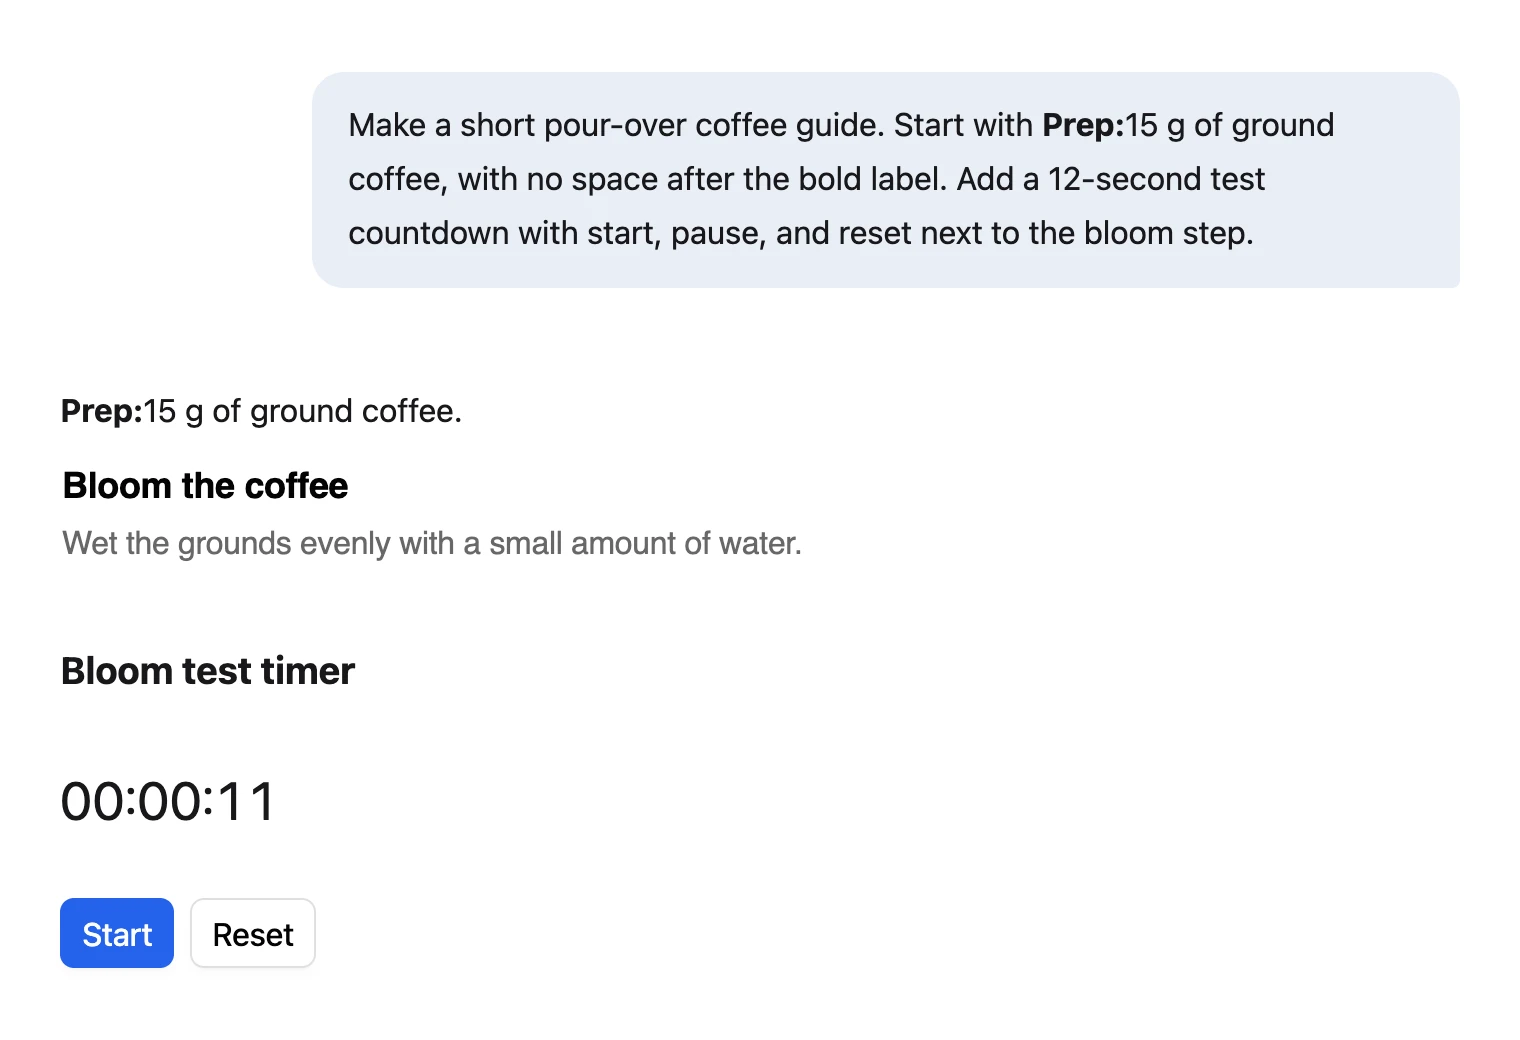 Make a short pour-over coffee guide. Start with Prep:15 g of ground
coffee, with no space after the bold label. Add a 12-second test
countdown with start, pause, and reset next to the bloom step.
Prep:15 g of ground coffee.
Bloom the coffee
Wet the grounds evenly with a small amount of water.
Bloom test timer
00:00:11
Start Reset